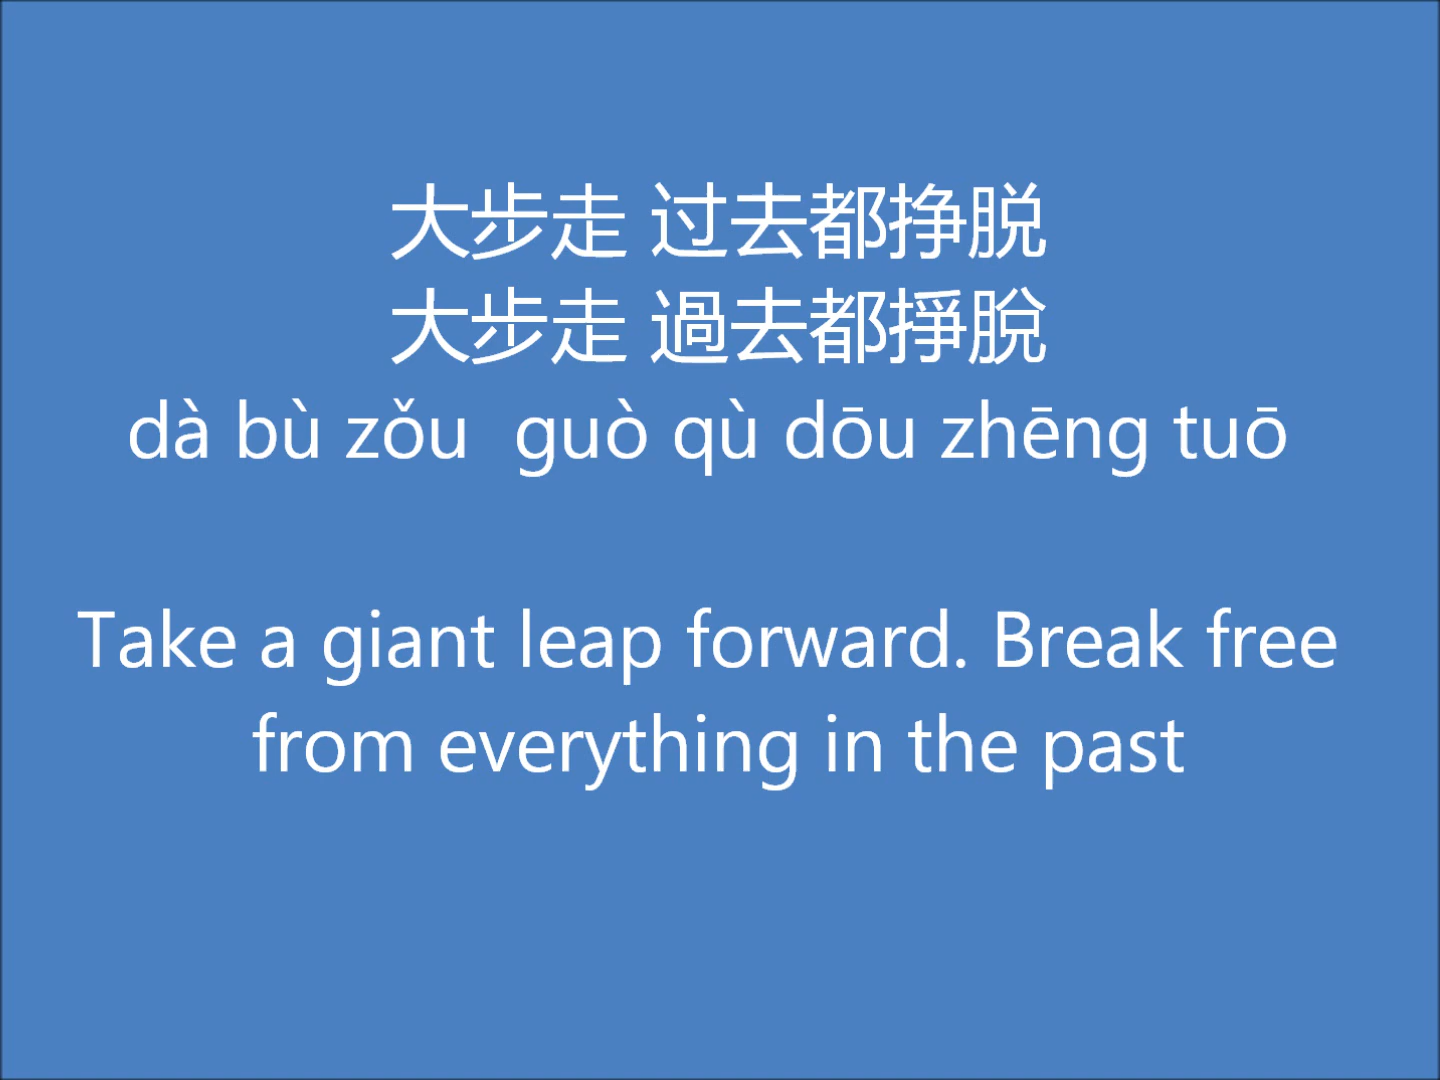 大步走 过去都挣脱
大步走 過去都掙脫
dà bù zǒu  guò qù dōu zhēng tuō
Take a giant leap forward. Break free
from everything in the past